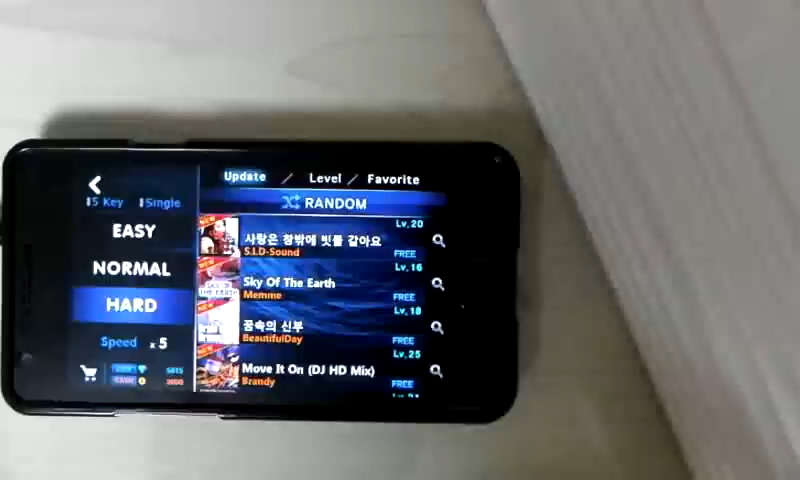 Update / Level / Favorite
5 Key Single
RANDOM
EASY
NORMAL
HARD
Speed x 5
Lv.20
사랑은 창밖에 빗물 같아요
S.I.D-Sound
FREE
Lv.16
Sky Of The Earth
Memme
FREE
Lv.18
꿈속의 신부
BeautifulDay
FREE
Lv.25
Move It On (DJ HD Mix)
Brandy
FREE
CASH